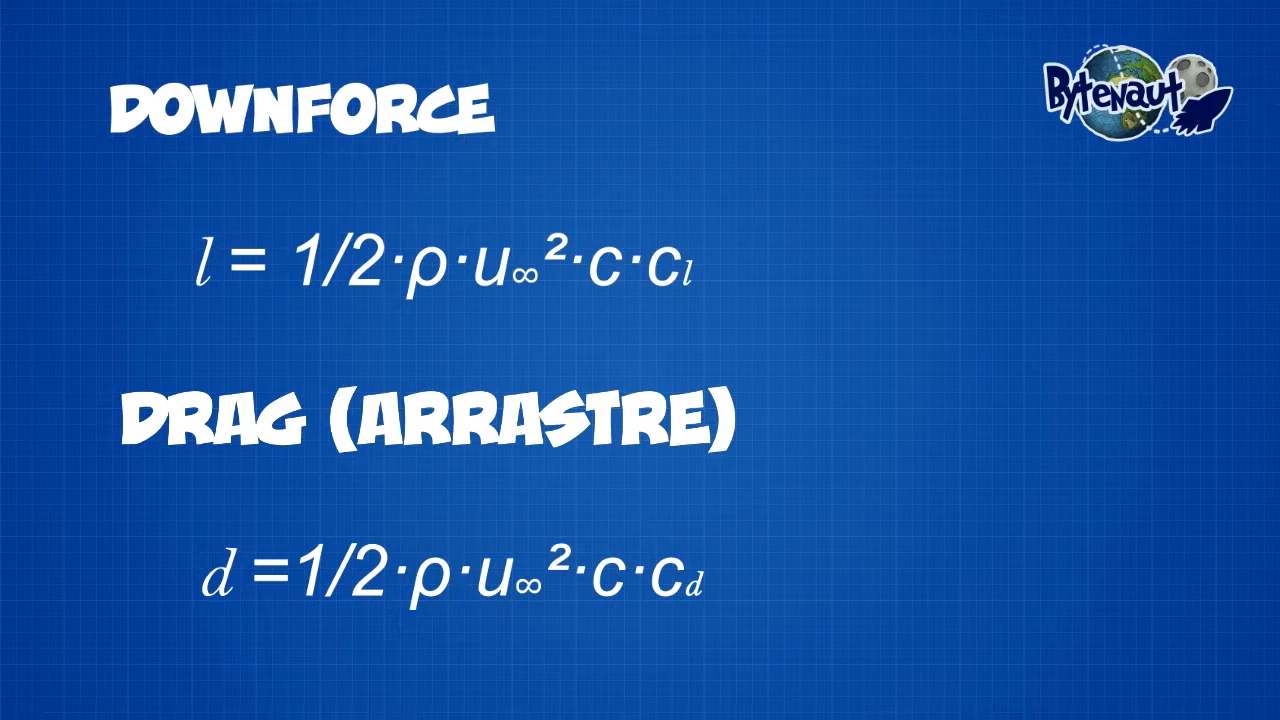 DOWNFORCE
Bytenaut
l = 1/2·ρ·u∞²·c·cl
DRAG (ARRASTRE)
d =1/2·ρ·u∞²·c·cd